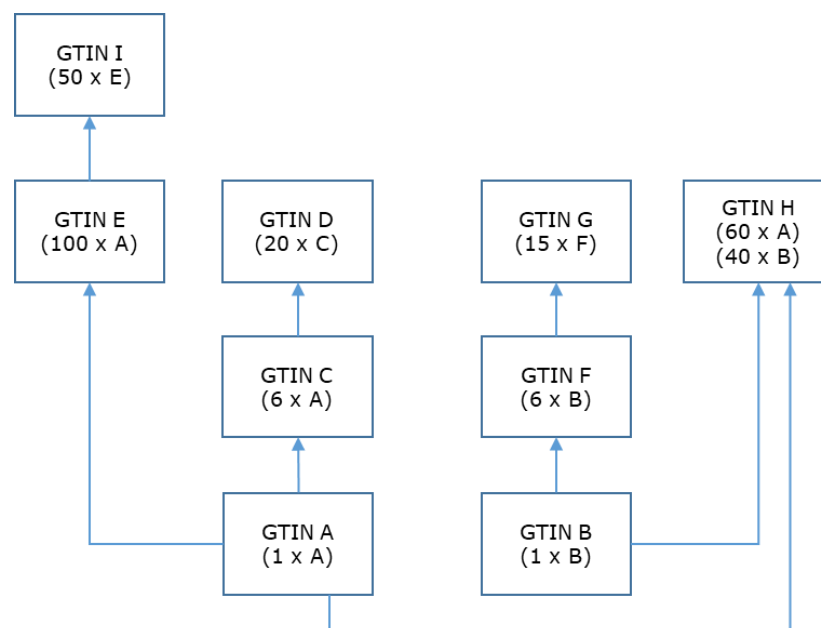 GTIN I
(50 x E)
GTIN E
(100 x A)
GTIN D
(20 x C)
GTIN G
(15 x F)
GTIN H
(60 x A)
(40 x B)
GTIN C
(6 x A)
GTIN F
(6 x B)
GTIN A
(1 x A)
GTIN B
(1 x B)